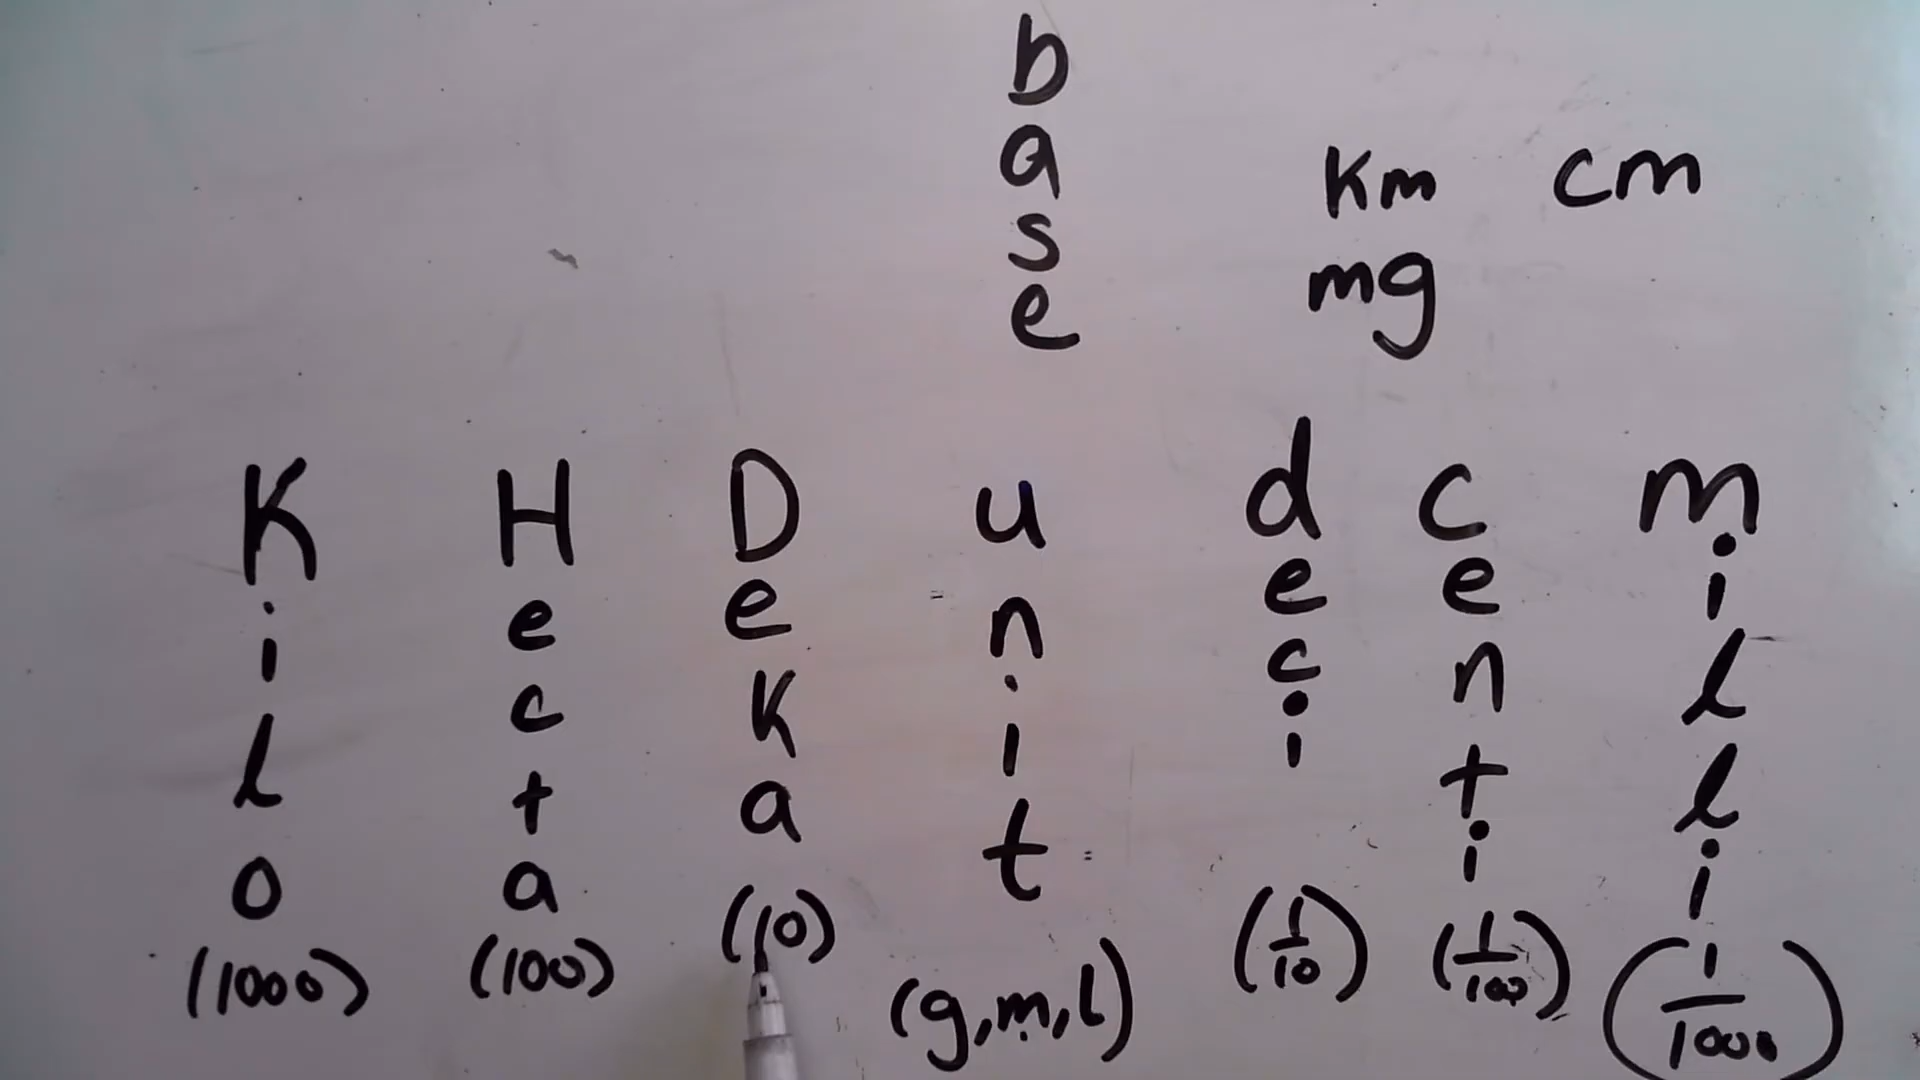 base
Km cm
mg
Kilo Hecta Deka unit deci centi milli
(1000) (100) (10) (g,m,l) (1/10) (1/100) (1/1000)